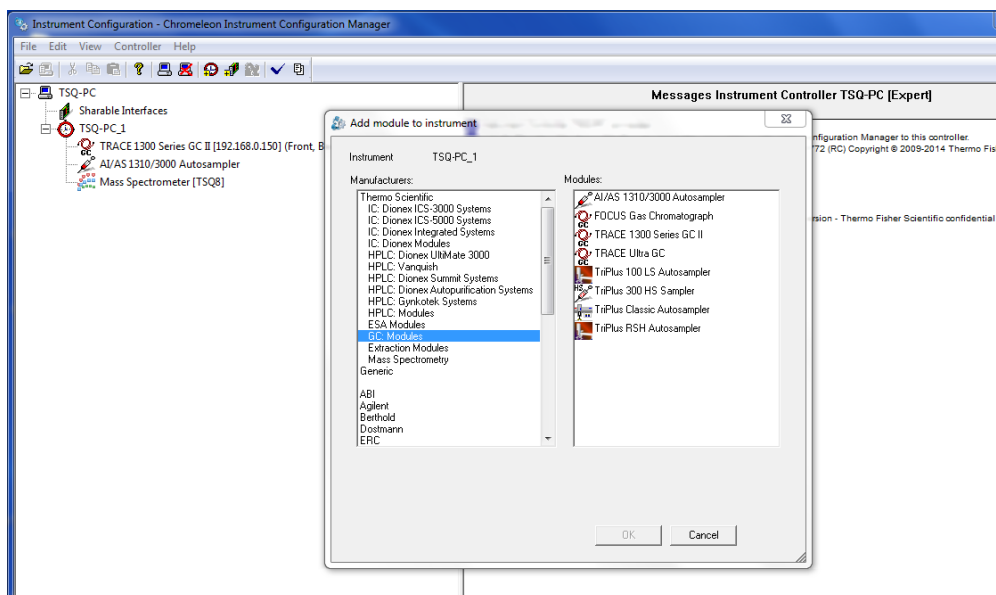 Instrument Configuration - Chromeleon Instrument Configuration Manager
File Edit View Controller Help
TSQ-PC
Sharable Interfaces
TSQ-PC_1
TRACE 1300 Series GC II [192.168.0.150] (Front, B
AI/AS 1310/3000 Autosampler
Mass Spectrometer [TSQ8]
Messages Instrument Controller TSQ-PC [Expert]
nfiguration Manager to this controller.
772 (RC) Copyright © 2009-2014 Thermo Fis
rsion - Thermo Fisher Scientific confidential
Add module to instrument
Instrument TSQ-PC_1
Manufacturers:
Thermo Scientific
IC: Dionex ICS-3000 Systems
IC: Dionex ICS-5000 Systems
IC: Dionex Integrated Systems
IC: Dionex Modules
HPLC: Dionex UltiMate 3000
HPLC: Vanquish
HPLC: Dionex Summit Systems
HPLC: Dionex Autopurification Systems
HPLC: Gynkotek Systems
HPLC: Modules
ESA Modules
GC: Modules
Extraction Modules
Mass Spectrometry
Generic
ABI
Agilent
Berthold
Dostmann
ERC
Modules:
AI/AS 1310/3000 Autosampler
FOCUS Gas Chromatograph
TRACE 1300 Series GC II
TRACE Ultra GC
TriPlus 100 LS Autosampler
TriPlus 300 HS Sampler
TriPlus Classic Autosampler
TriPlus RSH Autosampler
OK Cancel